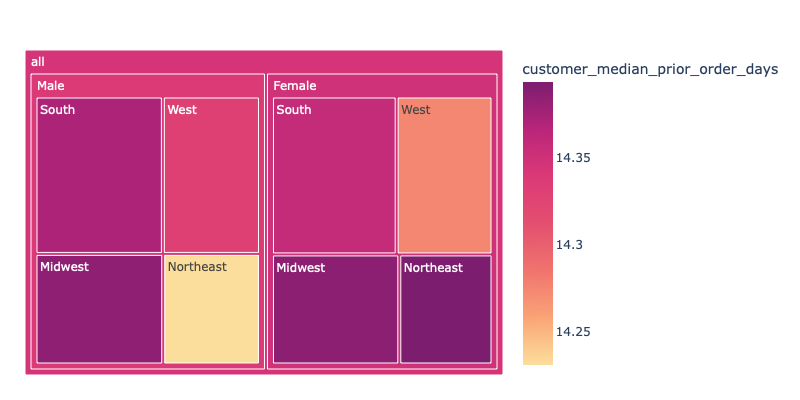 all
Male
Female
South
West
South
West
Midwest
Northeast
Midwest
Northeast
customer_median_prior_order_days
14.35
14.3
14.25